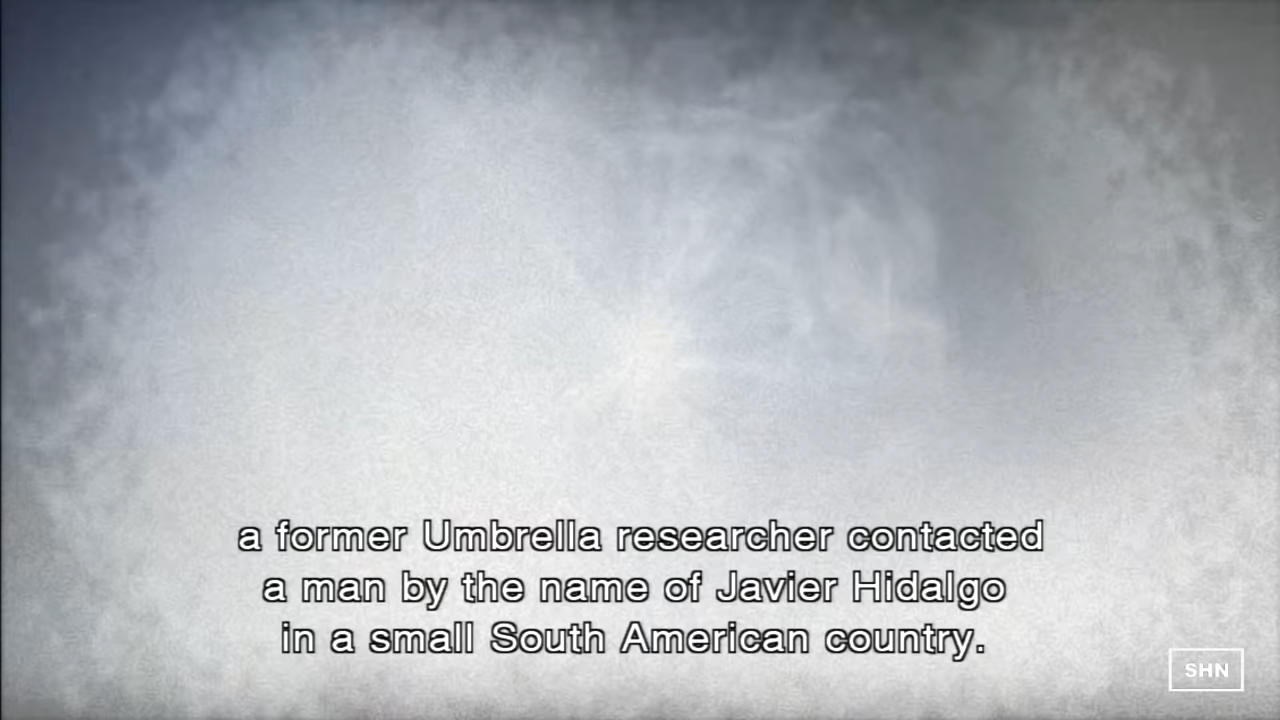 a former Umbrella researcher contacted
a man by the name of Javier Hidalgo
in a small South American country.
SHN